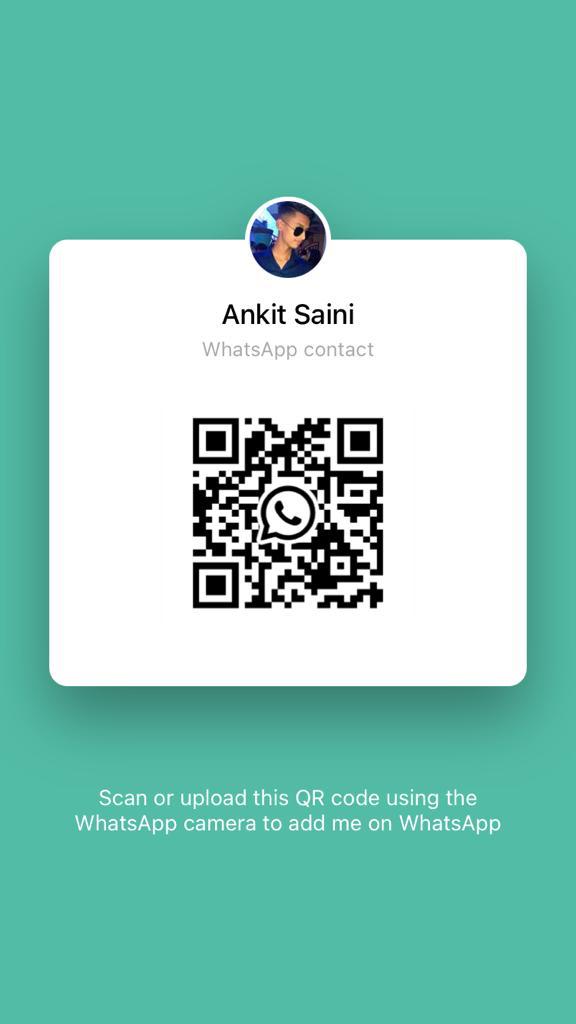 Ankit Saini
WhatsApp contact
Scan or upload this QR code using the
WhatsApp camera to add me on WhatsApp